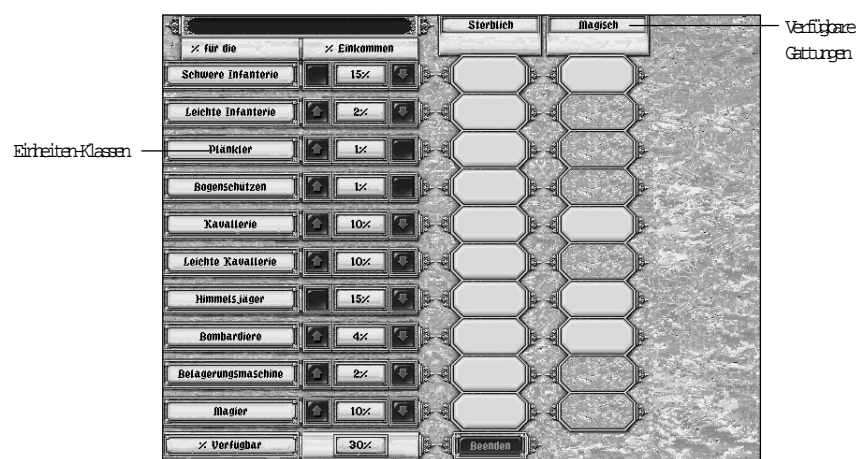 Sterblich Magisch
Verfügbare
Gattungen
% für die % Einkommen
Schwere Infanterie 15%
Leichte Infanterie 2%
Einheiten-Klassen Plänkler 1%
Bogenschützen 1%
Kavallerie 10%
Leichte Kavallerie 10%
Himmelsjäger 15%
Bombardiere 4%
Belagerungsmaschine 2%
Magier 10%
% Verfügbar 30% Beenden